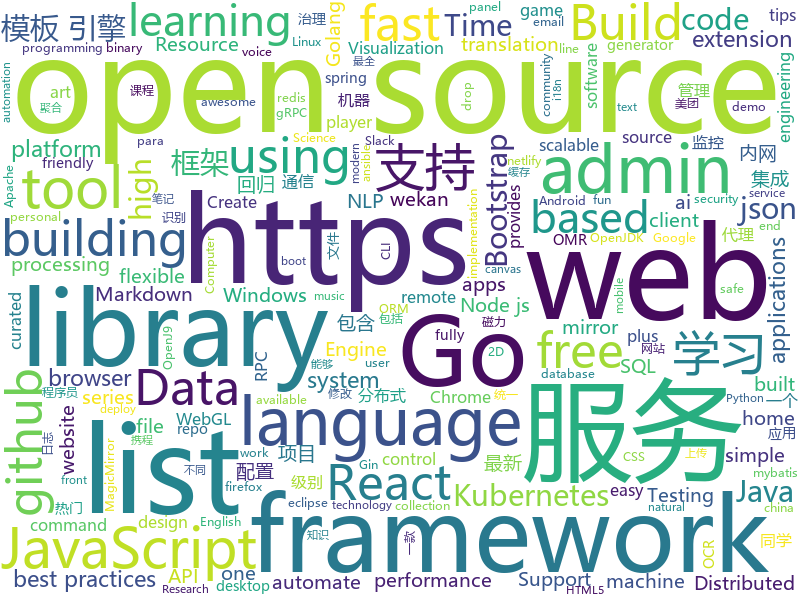 模板 引擎 learning fast Time Build code tips
Resource Golang Visualization translation game email panel 治理 Linux
programming binary voice generator line software community i18n extension engineering
automation open source
最全 聚合 课程 art awesome 机器 spring redis gRPC player drop text demo 管理 美团
platform friendly para Science ansible modern Slack scalable source 监控
Apache high 框架 using 支持 admin 内网
tool 回归 通信 NLP wekan Bootstrap provides based ai 集成 json
personal 笔记 识别 Create netlify 缓存 Android fun client security service 代理
building https web
processing flexible Computer boot CLI 文件 canvas implementation OMR OpenJDK Google end
Markdown Windows music remote apps Node js mirror applications
curated library 包含 ORM 包括 磁力 Go free 学习
browser series OpenJ9 system 能够 user fully Engine 2D mobile 网站 plus SQL safe
程序员 deploy RPC 分布式 Chrome database built Python 一个
github Data language 服务 home
list file WebGL available 修改 统一 React simple 应用
website 日志 携程 MagicMirror repo 不同 work Gin control 最新 CSS 上传 mybatis
热门 front 项目 配置 级别 Kubernetes Java
JavaScript command design collection firefox 一款 easy Testing
English technology framework natural china
API 知识 OCR 同学
best practices one desktop Research automate eclipse performance Support HTML5 machine Distributed